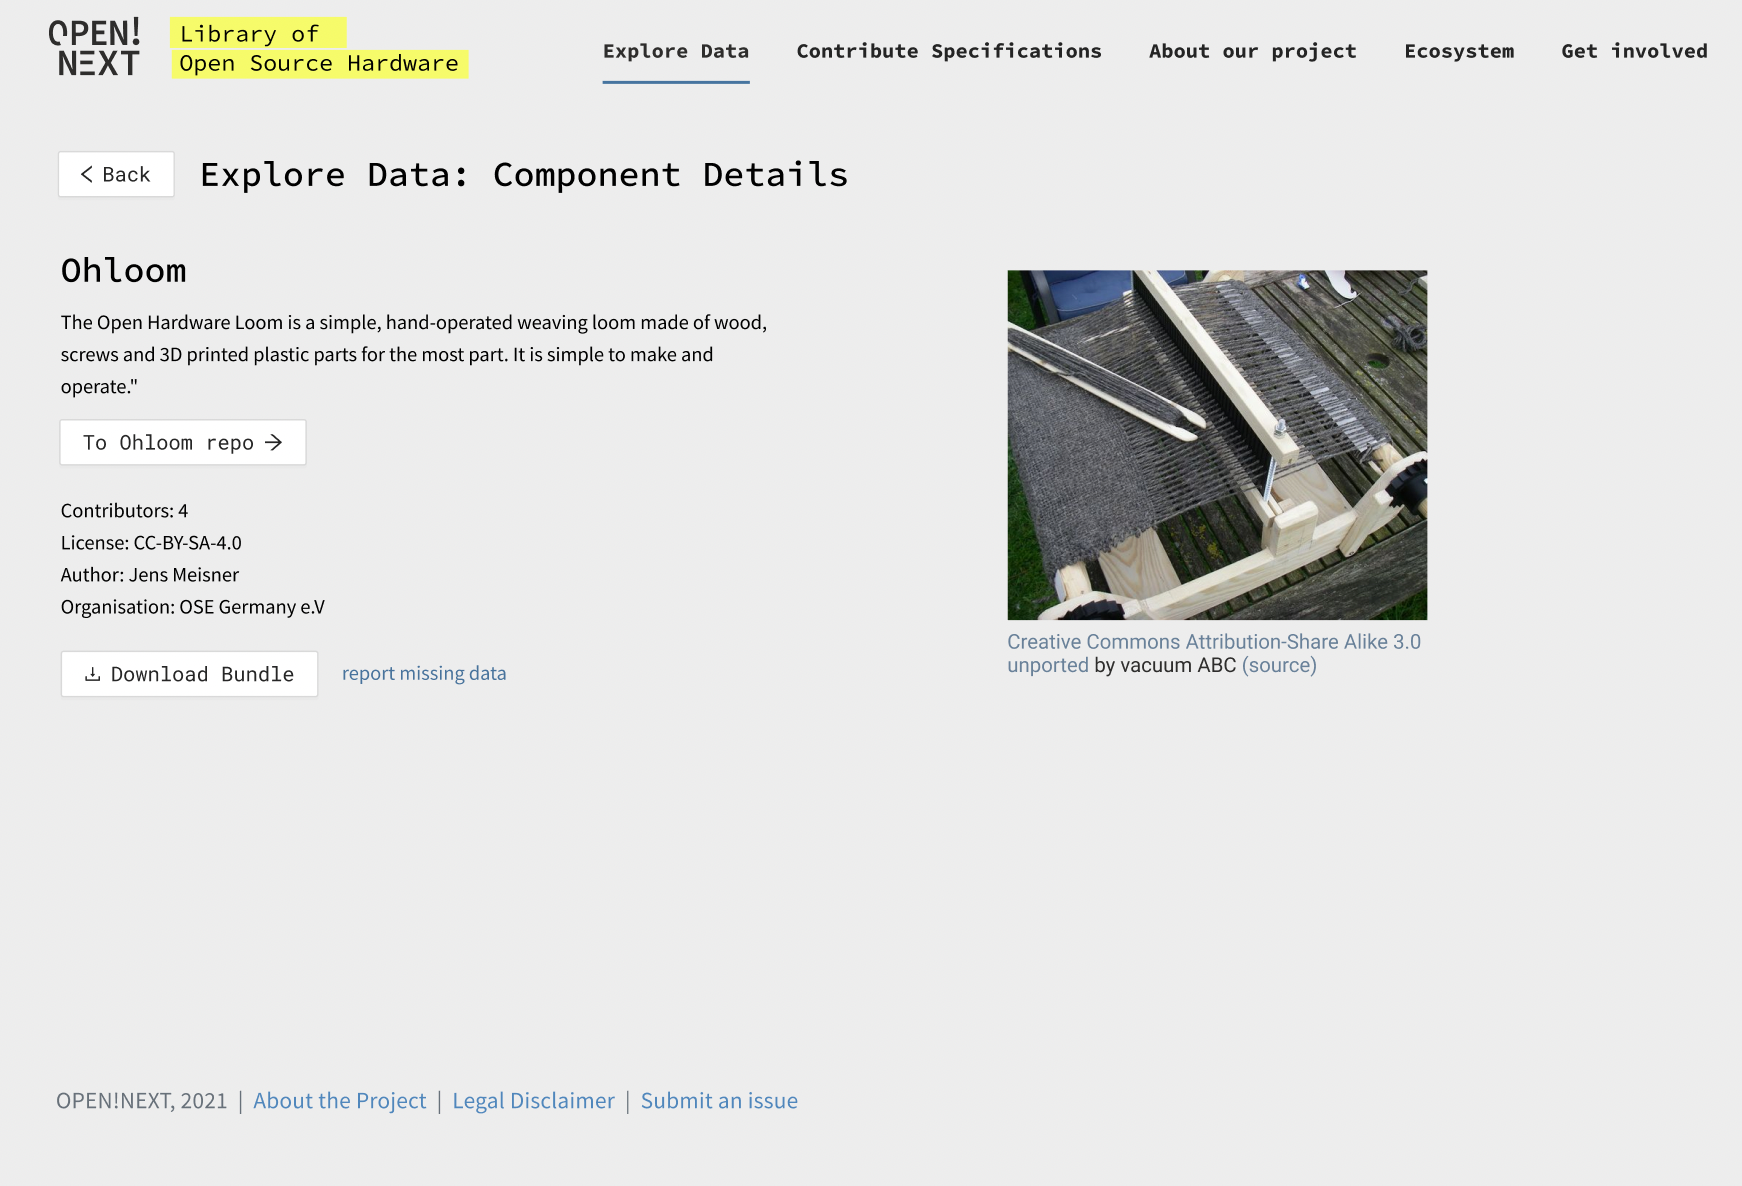 OPEN!
NEXT
Library of
Open Source Hardware
Explore Data
Contribute Specifications
About our project
Ecosystem
Get involved
Back
Explore Data: Component Details
Ohloom
The Open Hardware Loom is a simple, hand-operated weaving loom made of wood,
screws and 3D printed plastic parts for the most part. It is simple to make and
operate."
To Ohloom repo
Contributors: 4
License: CC-BY-SA-4.0
Author: Jens Meisner
Organisation: OSE Germany e.V
Download Bundle
report missing data
Creative Commons Attribution-Share Alike 3.0
unported by vacuum ABC (source)
OPEN!NEXT, 2021 | About the Project | Legal Disclaimer | Submit an issue